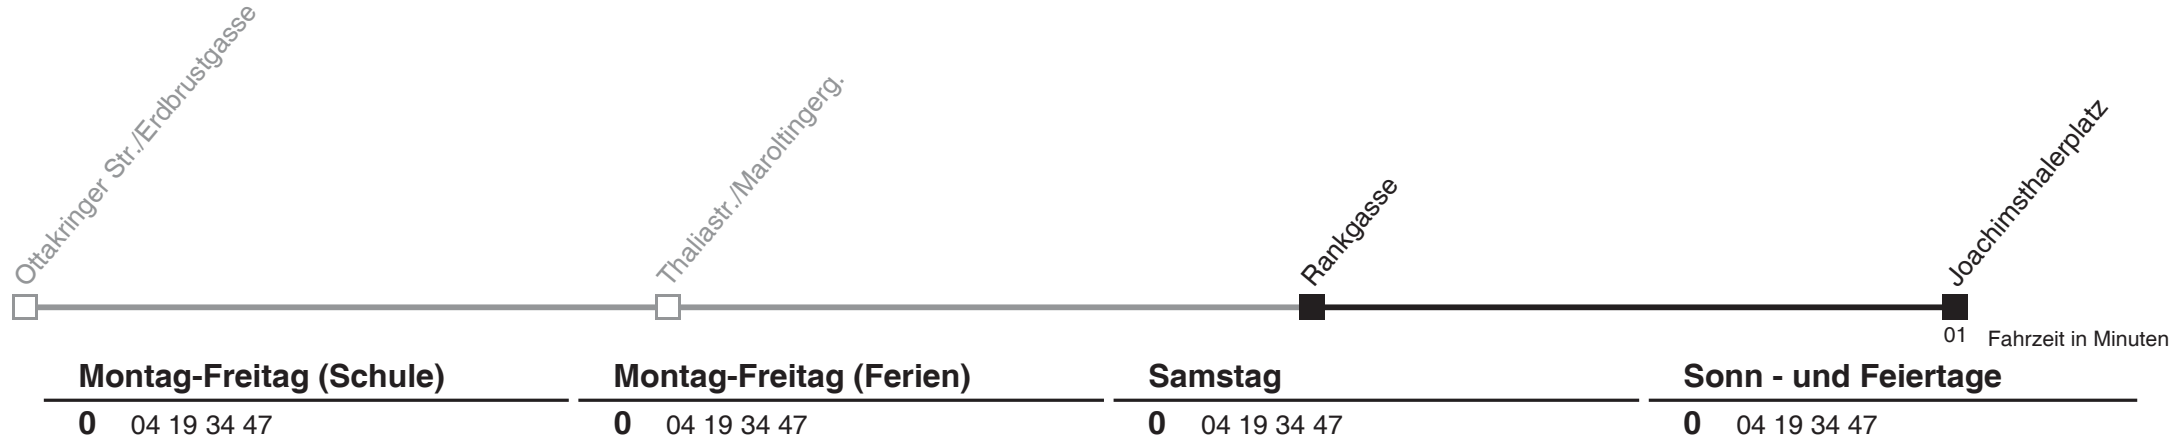 Ottakringer Str./Erdbrustgasse
Thaliastr./Maroltingerg.
Rankgasse
Joachimsthalerplatz
01 Fahrzeit in Minuten
Montag-Freitag (Schule)
0 04 19 34 47
Montag-Freitag (Ferien)
0 04 19 34 47
Samstag
0 04 19 34 47
Sonn - und Feiertage
0 04 19 34 47